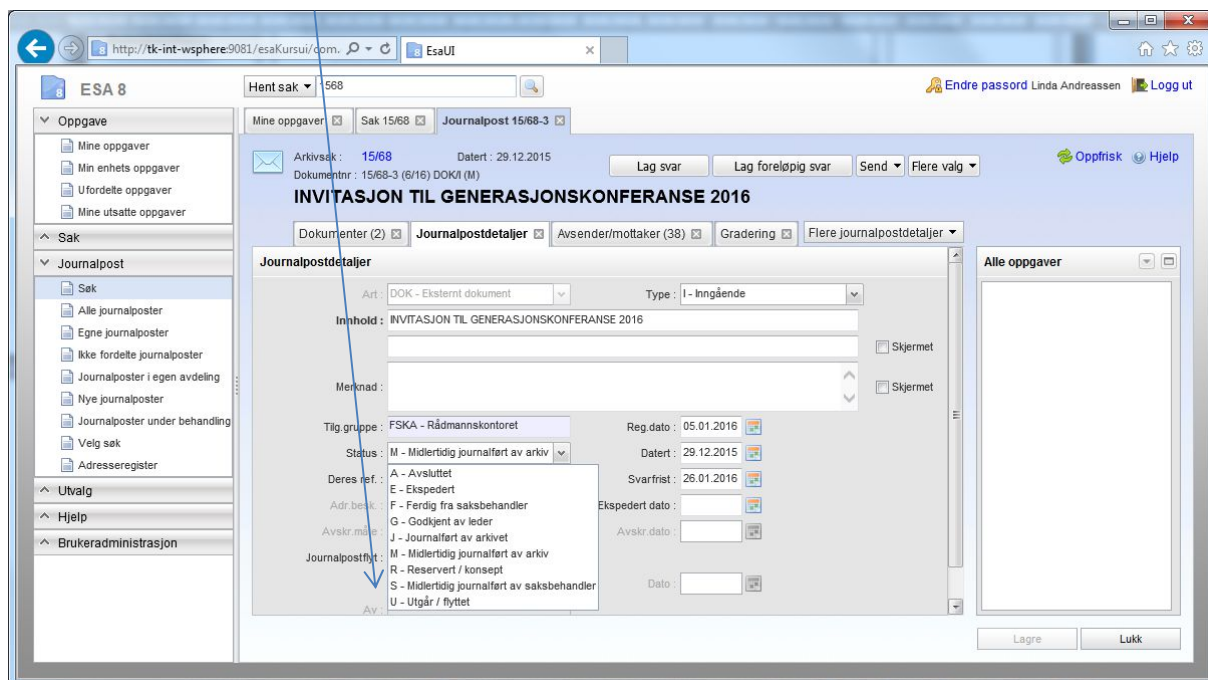 http://tk-int-wsphere:9081/esaKursui/com.
EsaUI
ESA 8
Hent sak
1568
Endre passord Linda Andreassen Logg ut
Oppgave
Mine oppgaver
Min enhets oppgaver
Ufordelte oppgaver
Mine utsatte oppgaver
Sak
Journalpost
Søk
Alle journalposter
Egne journalposter
Ikke fordelte journalposter
Journalposter i egen avdeling
Nye journalposter
Journalposter under behandling
Velg søk
Adresseregister
Utvalg
Hjelp
Brukeradministrasjon
Mine oppgaver Sak 15/68 Journalpost 15/68-3
Arkivsak : 15/68 Datert : 29.12.2015
Dokumentnr : 15/68-3 (6/16) DOK/I (M)
Lag svar Lag foreløpig svar Send Flere valg
Oppfrisk Hjelp
INVITASJON TIL GENERASJONSKONFERANSE 2016
Dokumenter (2) Journalpostdetaljer Avsender/mottaker (38) Gradering Flere journalpostdetaljer
Journalpostdetaljer
Art : DOK - Eksternt dokument Type : I - Inngående
Innhold : INVITASJON TIL GENERASJONSKONFERANSE 2016
Skjermet
Merknad : Skjermet
Tilg.gruppe : FSKA - Rådmannskontoret Reg.dato : 05.01.2016
Status : M - Midlertidig journalført av arkiv Datert : 29.12.2015
Deres ref. : Svarfrist : 26.01.2016
Adr.besk. : Ekspedert dato :
Avskr.måte : Avskr.dato :
Journalpostflyt :
Dato :
Av :
A - Avsluttet
E - Ekspedert
F - Ferdig fra saksbehandler
G - Godkjent av leder
J - Journalført av arkivet
M - Midlertidig journalført av arkiv
R - Reservert / konsept
S - Midlertidig journalført av saksbehandler
U - Utgår / flyttet
Alle oppgaver
Lagre Lukk